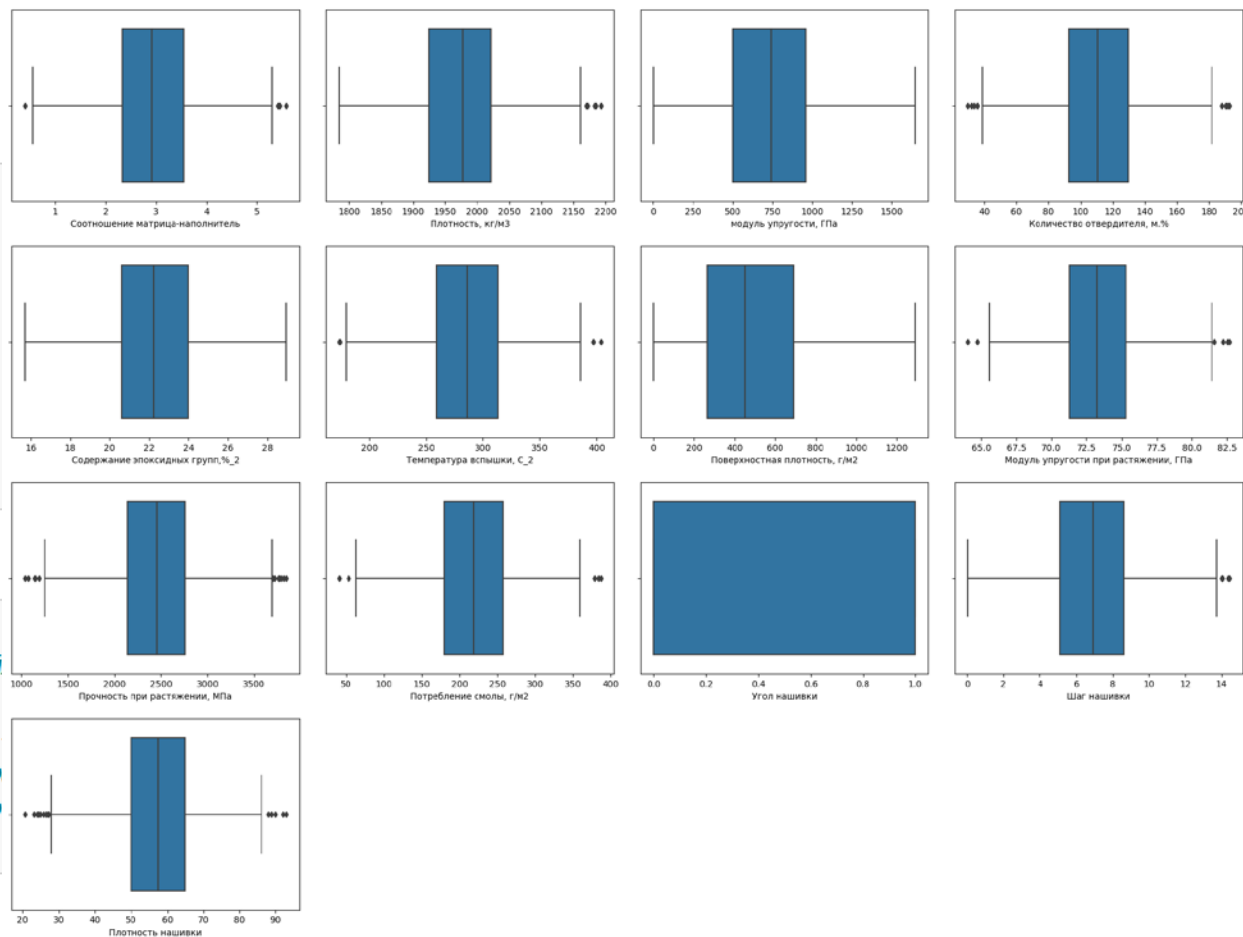 1 2 3 4 5
Соотношение матрица-наполнитель
1800 1850 1900 1950 2000 2050 2100 2150 2200
Плотность, кг/м3
0 250 500 750 1000 1250 1500
модуль упругости, ГПа
40 60 80 100 120 140 160 180
Количество отвердителя, м.%
16 18 20 22 24 26 28
Содержание эпоксидных групп,%_2
200 250 300 350 400
Температура вспышки, С_2
0 200 400 600 800 1000 1200
Поверхностная плотность, г/м2
65.0 67.5 70.0 72.5 75.0 77.5 80.0 82.5
Модуль упругости при растяжении, ГПа
1000 1500 2000 2500 3000 3500
Прочность при растяжении, МПа
50 100 150 200 250 300 350 400
Потребление смолы, г/м2
0.0 0.2 0.4 0.6 0.8 1.0
Угол нашивки
0 2 4 6 8 10 12 14
Шаг нашивки
20 30 40 50 60 70 80 90
Плотность нашивки